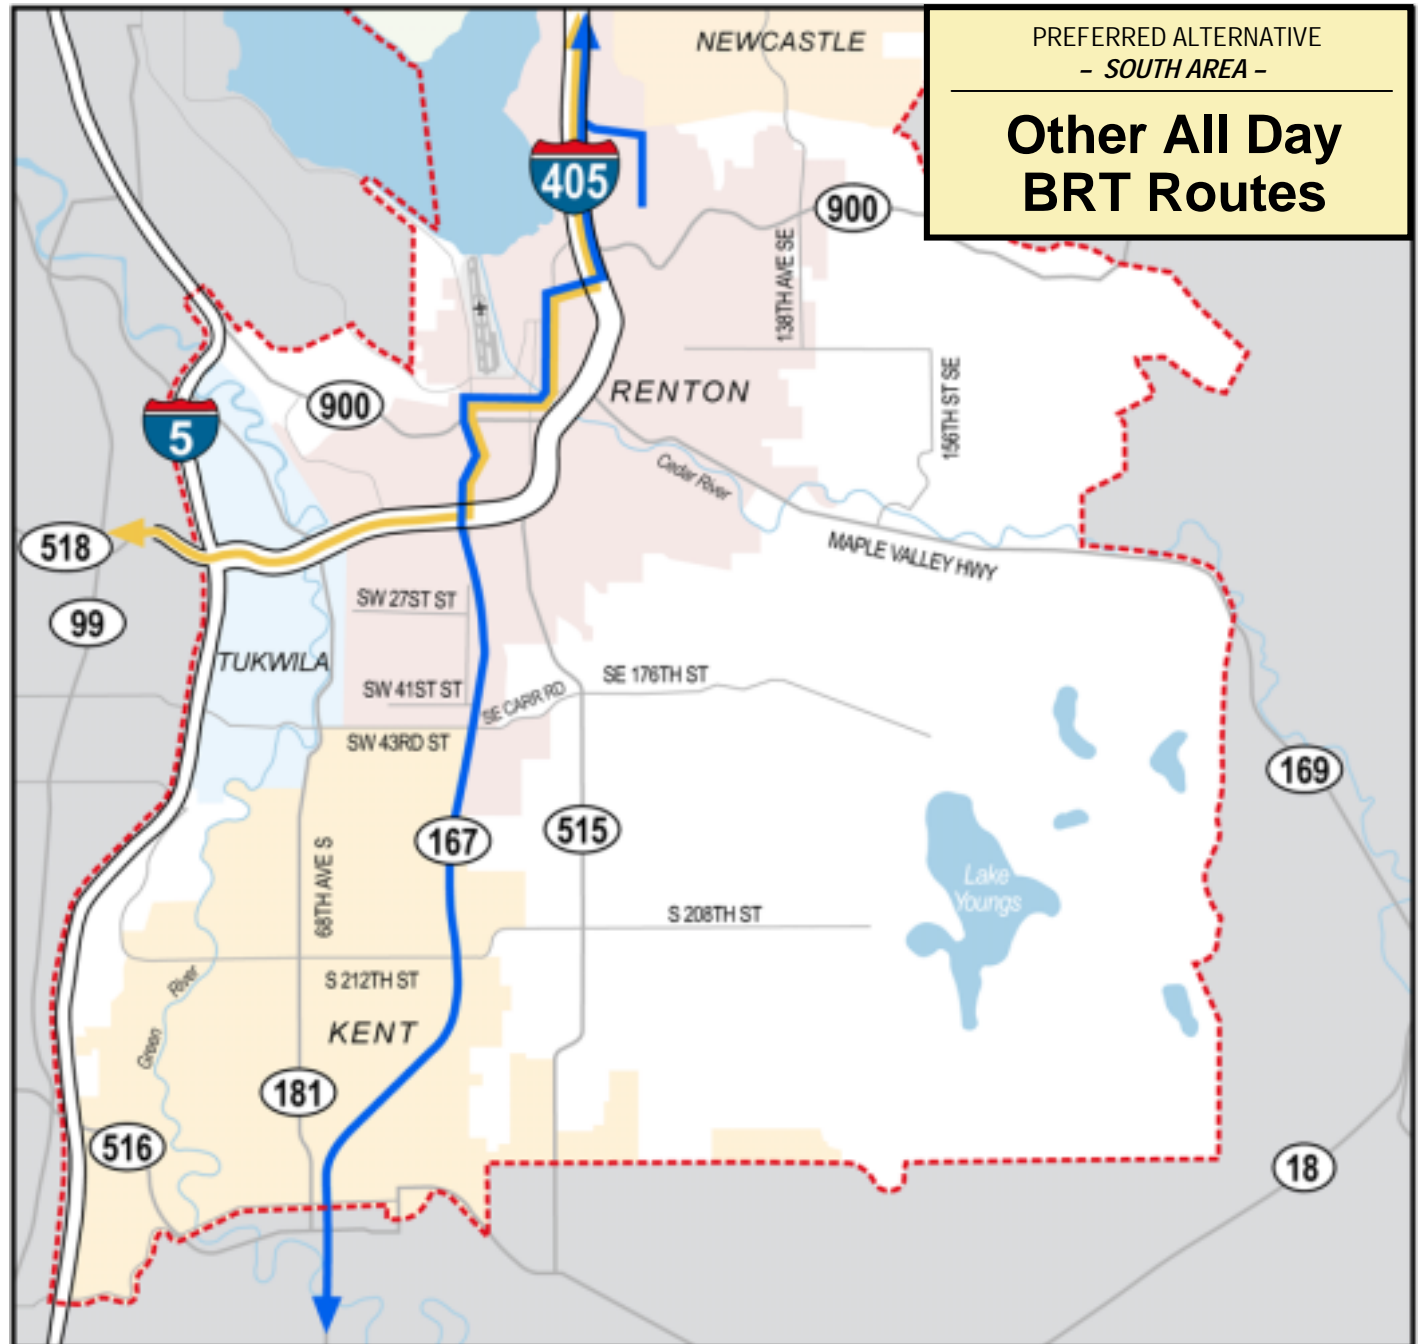 PREFERRED ALTERNATIVE
– SOUTH AREA –
Other All Day
BRT Routes
NEWCASTLE
405
900
138TH AVE SE
RENTON
156TH ST SE
900
5
Cedar River
518
MAPLE VALLEY HWY
99
SW 27ST ST
TUKWILA
SW 41ST ST
SE CARR RD
SE 176TH ST
SW 43RD ST
169
167
515
68TH AVE S
Lake
Youngs
S 208TH ST
S 212TH ST
River
Green
KENT
181
516
18